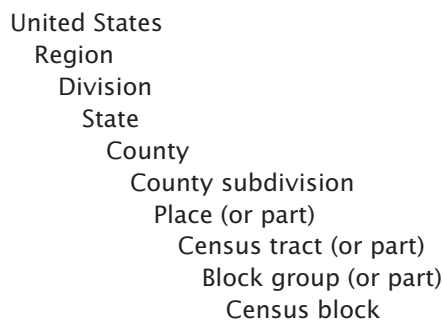 United States
Region
Division
State
County
County subdivision
Place (or part)
Census tract (or part)
Block group (or part)
Census block